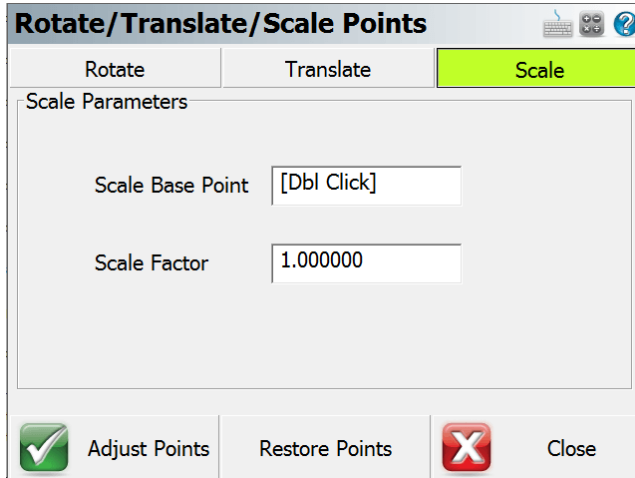 Rotate/Translate/Scale Points
Rotate Translate Scale
Scale Parameters
Scale Base Point [Dbl Click]
Scale Factor 1.000000
Adjust Points Restore Points Close